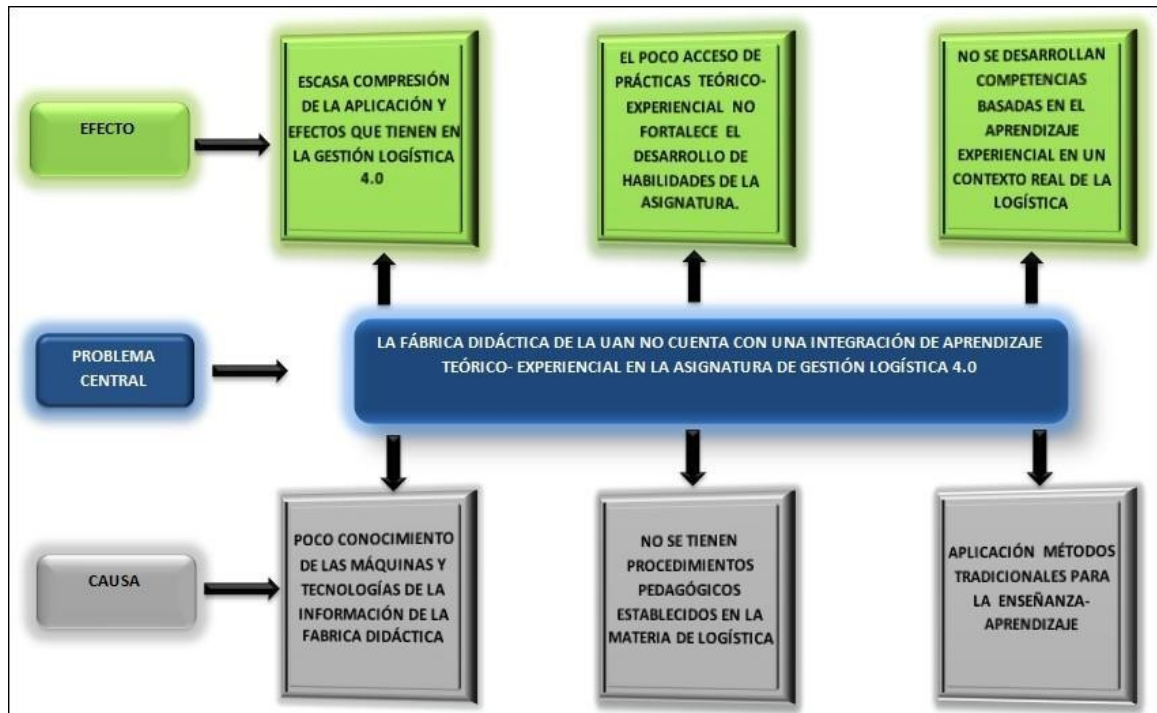 EFECTO
ESCASA COMPRESIÓN
DE LA APLICACIÓN Y
EFECTOS QUE TIENEN EN
LA GESTIÓN LOGÍSTICA
4.0
EL POCO ACCESO DE
PRÁCTICAS TEÓRICO-
EXPERIENCIAL NO
FORTALECE EL
DESARROLLO DE
HABILIDADES DE LA
ASIGNATURA.
NO SE DESARROLLAN
COMPETENCIAS
BASADAS EN EL
APRENDIZAJE
EXPERIENCIAL EN UN
CONTEXTO REAL DE LA
LOGÍSTICA
PROBLEMA
CENTRAL
LA FÁBRICA DIDÁCTICA DE LA UAN NO CUENTA CON UNA INTEGRACIÓN DE APRENDIZAJE
TEÓRICO- EXPERIENCIAL EN LA ASIGNATURA DE GESTIÓN LOGÍSTICA 4.0
CAUSA
POCO CONOCIMIENTO
DE LAS MÁQUINAS Y
TECNOLOGÍAS DE LA
INFORMACIÓN DE LA
FABRICA DIDÁCTICA
NO SE TIENEN
PROCEDIMIENTOS
PEDAGÓGICOS
ESTABLECIDOS EN LA
MATERIA DE LOGÍSTICA
APLICACIÓN MÉTODOS
TRADICIONALES PARA
LA ENSEÑANZA-
APRENDIZAJE